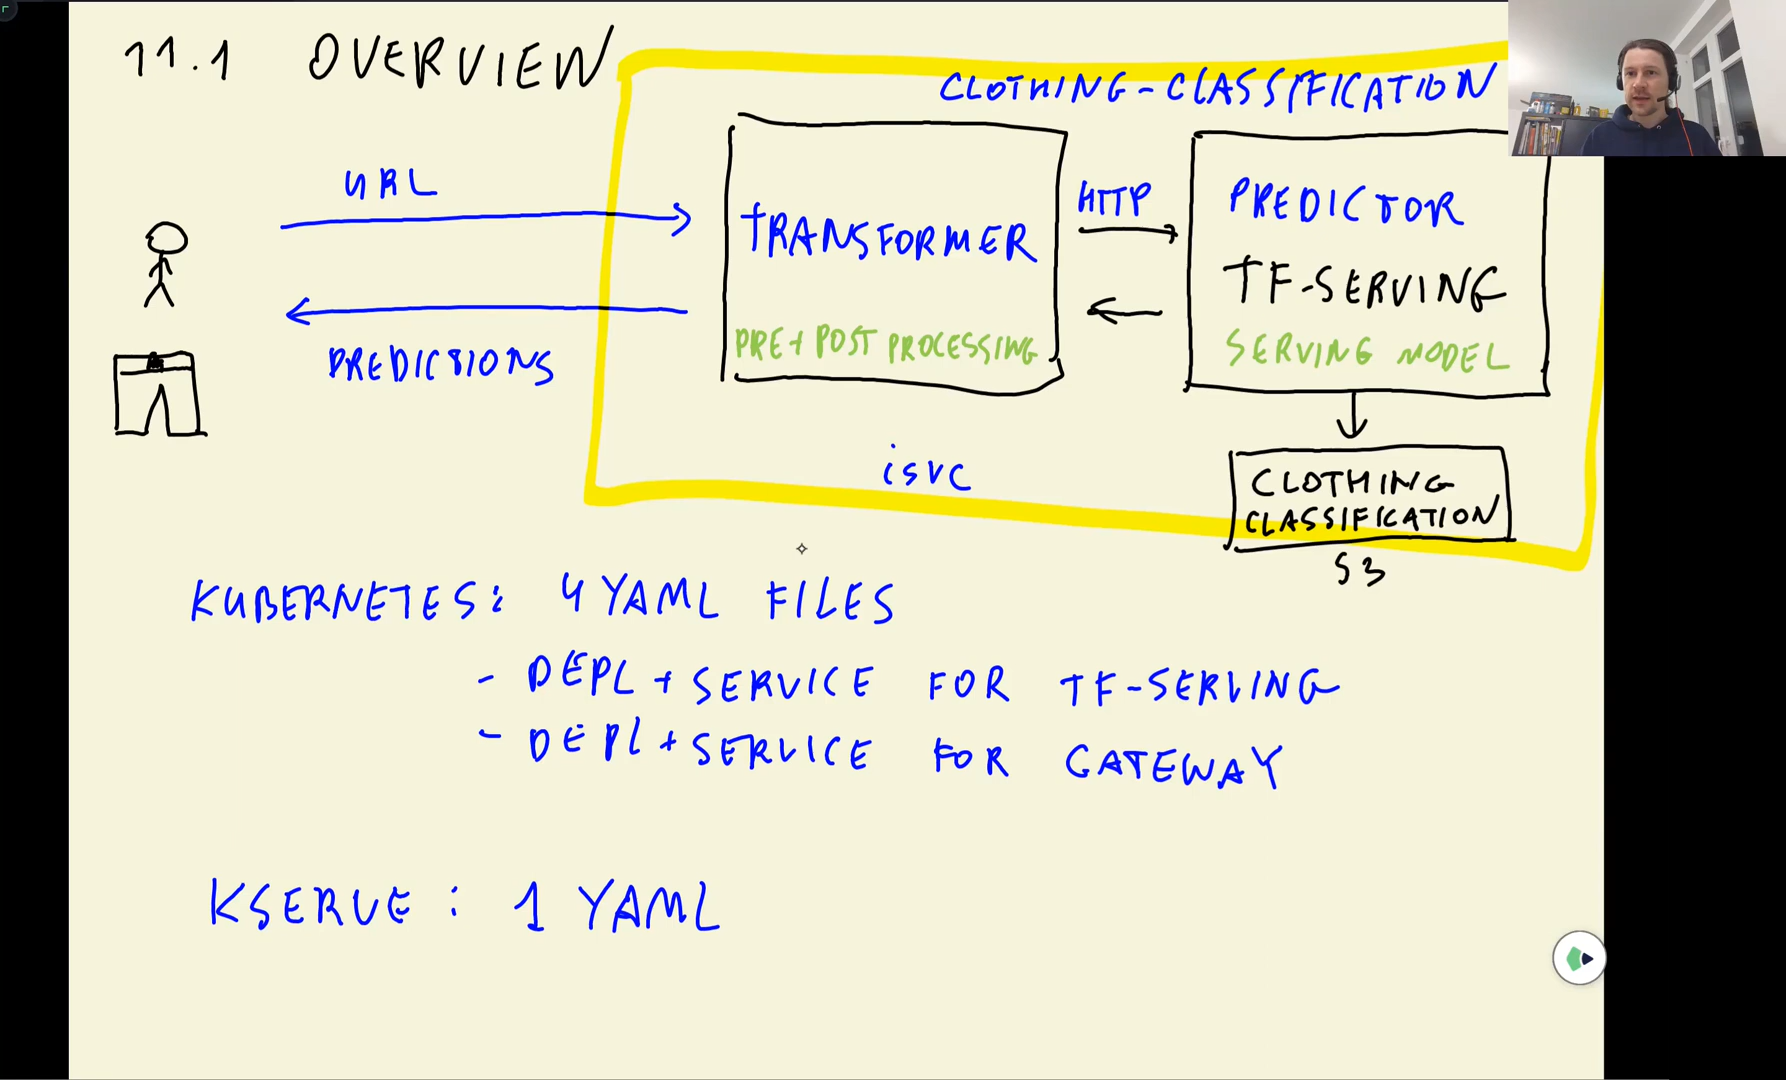 11.1 OVERVIEW
CLOTHING-CLASSIFICATION
URL
PREDICTIONS
TRANSFORMER
PRE + POST PROCESSING
HTTP
PREDICTOR
TF-SERVING
SERVING MODEL
isvc
CLOTHING
CLASSIFICATION
S3
KUBERNETES: 4 YAML FILES
- DEPL + SERVICE FOR TF-SERVING
- DEPL + SERVICE FOR GATEWAY
KSERVE: 1 YAML